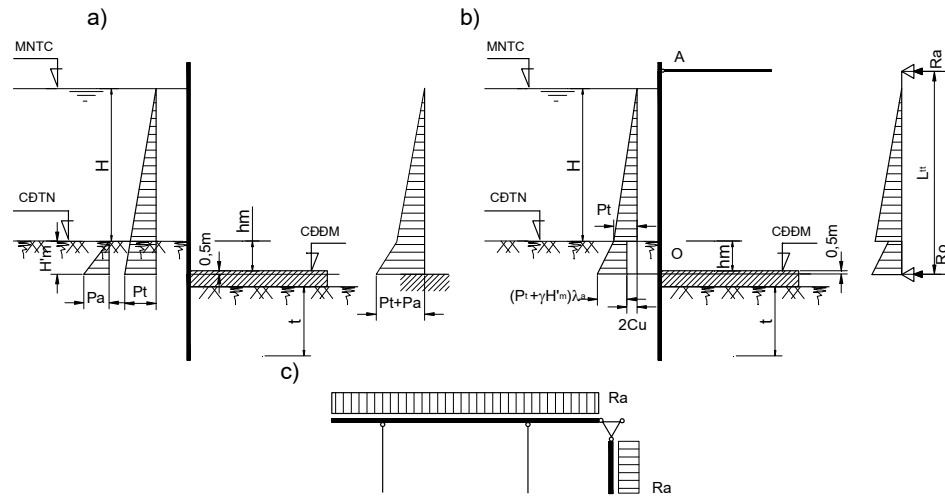 a)
MNTC
H
CĐTN
H'm
Pa
Pt
0,5m
hm
CĐĐM
t
Pt+Pa
b)
MNTC
A
H
CĐTN
Pt
O
hm
CĐĐM
0,5m
(Pt+γH'm)λa
2Cu
t
Ra
Ltt
Ro
c)
Ra
Ra